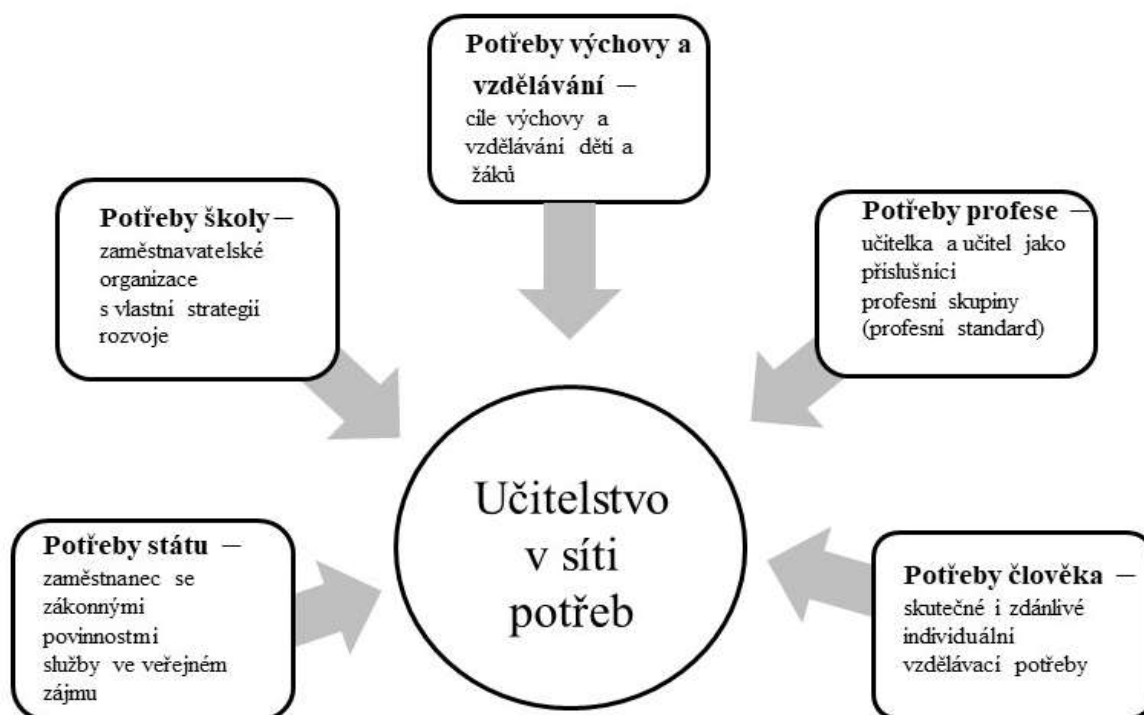 Potřeby výchovy a
vzdělávání –
cíle výchovy a
vzdělávání dětí a
žáků
Potřeby školy –
zaměstnavatelské
organizace
s vlastní strategií
rozvoje
Potřeby profese –
učitelka a učitel jako
příslušníci
profesní skupiny
(profesní standard)
Učitelstvo
v síti
potřeb
Potřeby státu –
zaměstnanec se
zákonnými
povinnostmi
služby ve veřejném
zájmu
Potřeby člověka –
skutečné i zdánlivé
individuální
vzdělávací potřeby